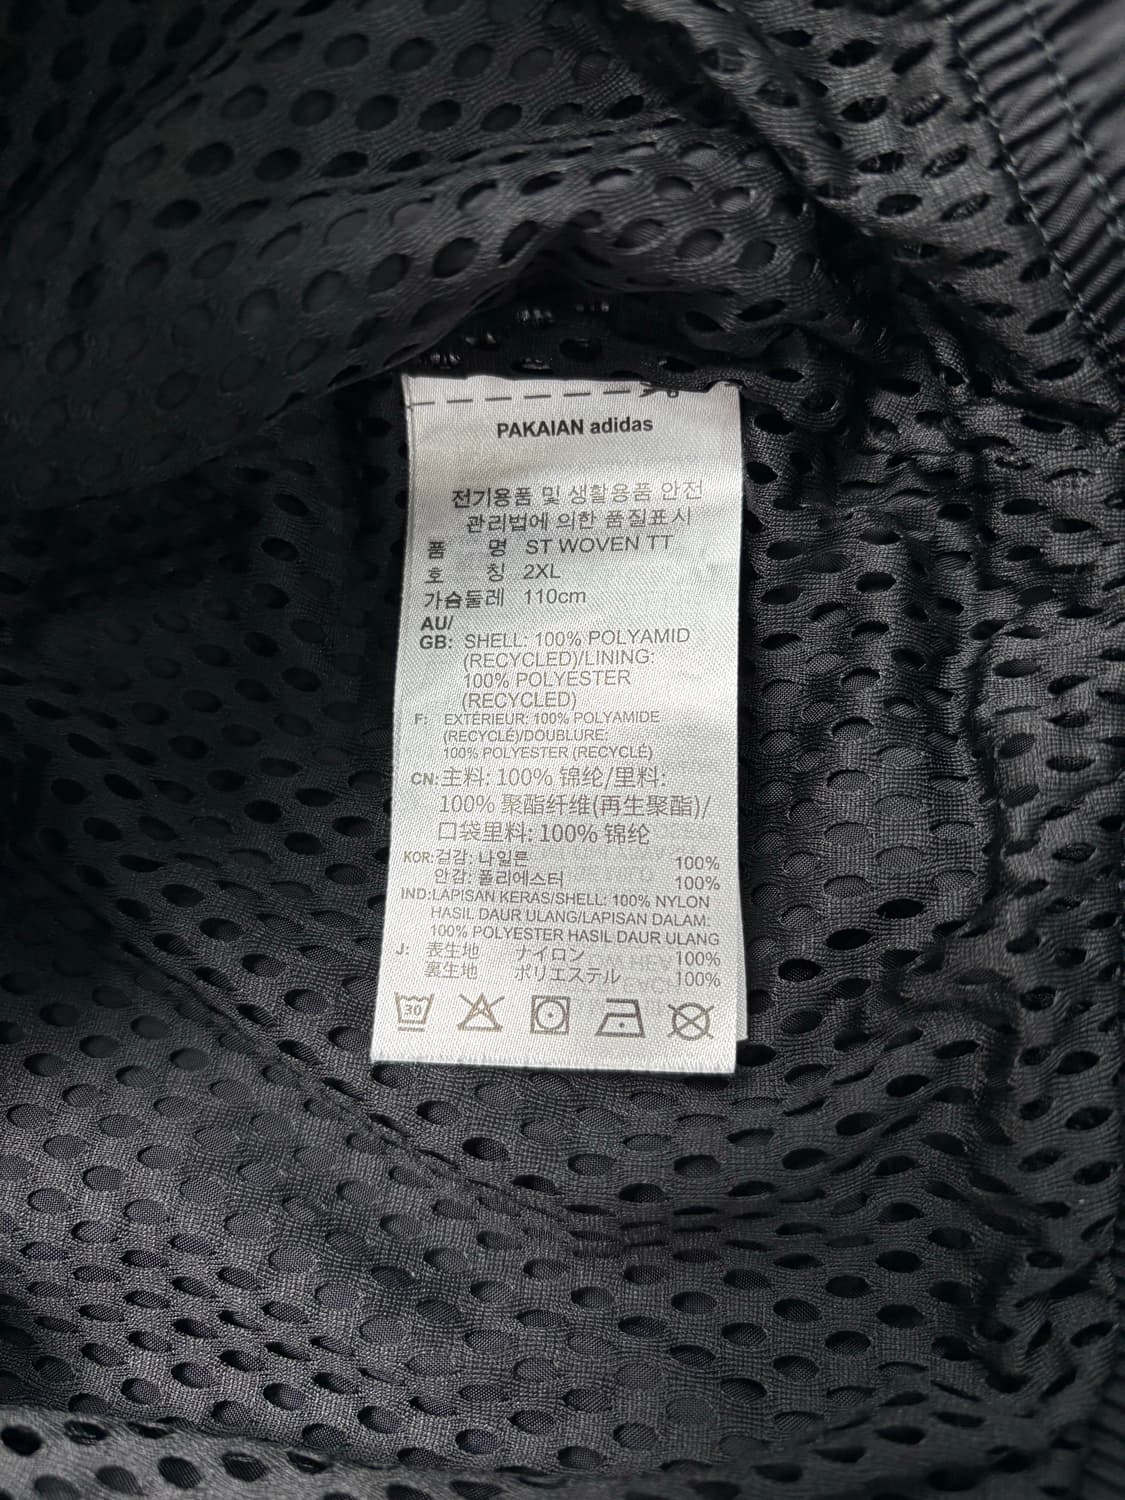 PAKAIAN adidas
전기용품 및 생활용품 안전
관리법에 의한 품질표시
품 명 ST WOVEN TT
호 칭 2XL
가슴둘레 110cm
AU/
GB: SHELL: 100% POLYAMID
(RECYCLED)/LINING:
100% POLYESTER
(RECYCLED)
F: EXTÉRIEUR: 100% POLYAMIDE
(RECYCLÉ)/DOUBLURE:
100% POLYESTER (RECYCLÉ)
CN: 主料: 100% 锦纶/里料:
100% 聚酯纤维(再生聚酯)/
口袋里料: 100% 锦纶
KOR: 겉감: 나일론 100%
안감: 폴리에스터 100%
IND: LAPISAN KERAS/SHELL: 100% NYLON
HASIL DAUR ULANG/LAPISAN DALAM:
100% POLYESTER HASIL DAUR ULANG
J: 表生地 ナイロン 100%
裏生地 ポリエステル 100%
30